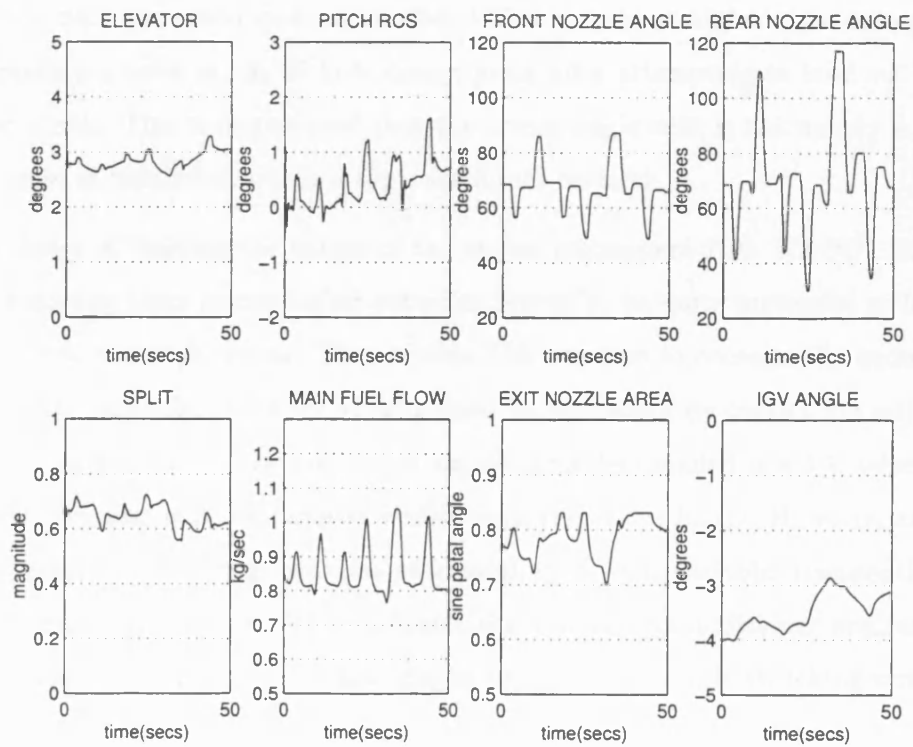 ELEVATOR
PITCH RCS
FRONT NOZZLE ANGLE
REAR NOZZLE ANGLE
5
4
3
2
1
0
degrees
0
50
time(secs)
3
2
1
0
−1
−2
degrees
0
50
time(secs)
120
100
80
60
40
20
degrees
0
50
time(secs)
120
100
80
60
40
20
degrees
0
50
time(secs)
SPLIT
MAIN FUEL FLOW
EXIT NOZZLE AREA
IGV ANGLE
1
0.8
0.6
0.4
0.2
0
magnitude
0
50
time(secs)
1.2
1
0.8
0.6
0.5
kg/sec
0
50
time(secs)
1
0.9
0.8
0.7
0.6
0.5
sine petal angle
0
50
time(secs)
0
−1
−2
−3
−4
−5
degrees
0
50
time(secs)